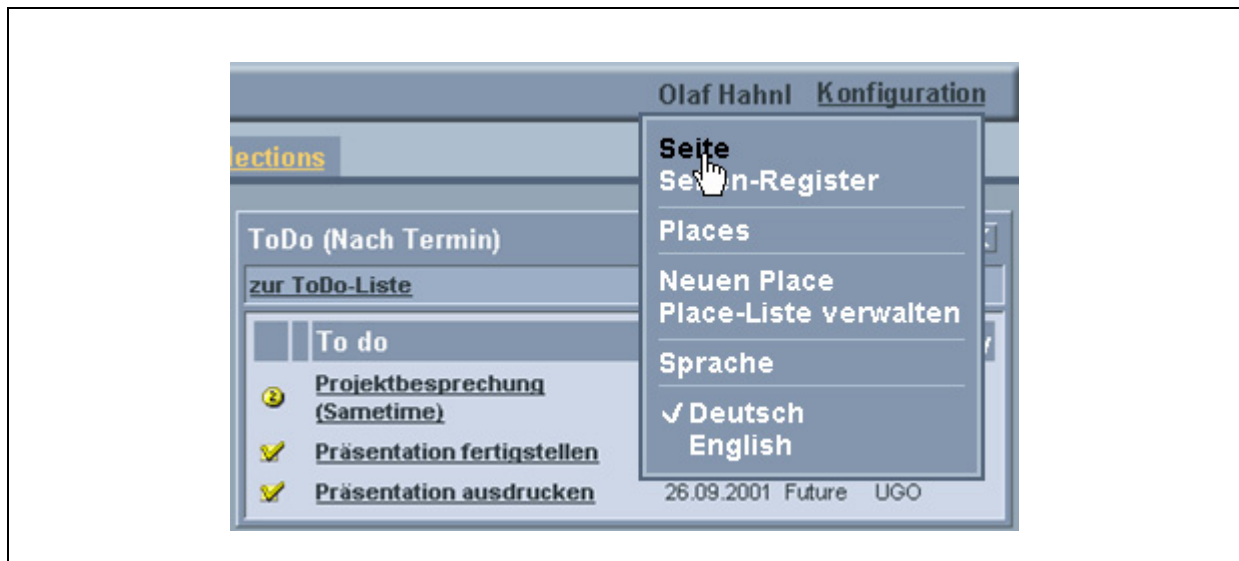 Olaf Hahnl Konfiguration
lections
Seite
Seiten-Register
Places
Neuen Place
Place-Liste verwalten
Sprache
✓ Deutsch
English
ToDo (Nach Termin)
zur ToDo-Liste
To do
Projektbesprechung
(Sametime)
Präsentation fertigstellen
Präsentation ausdrucken 26.09.2001 Future UGO